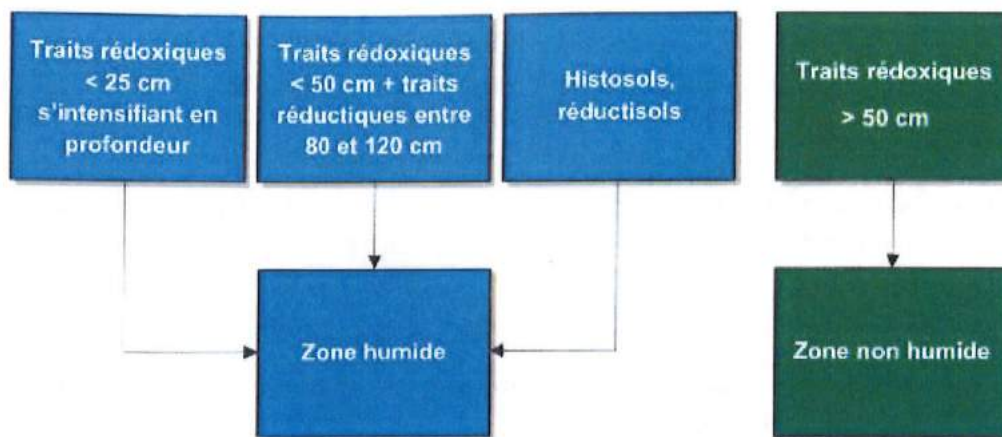 Traits rédoxiques
< 25 cm
s'intensifiant en
profondeur
Traits rédoxiques
< 50 cm + traits
réductiques entre
80 et 120 cm
Histosols,
réductisols
Traits rédoxiques
> 50 cm
Zone humide
Zone non humide